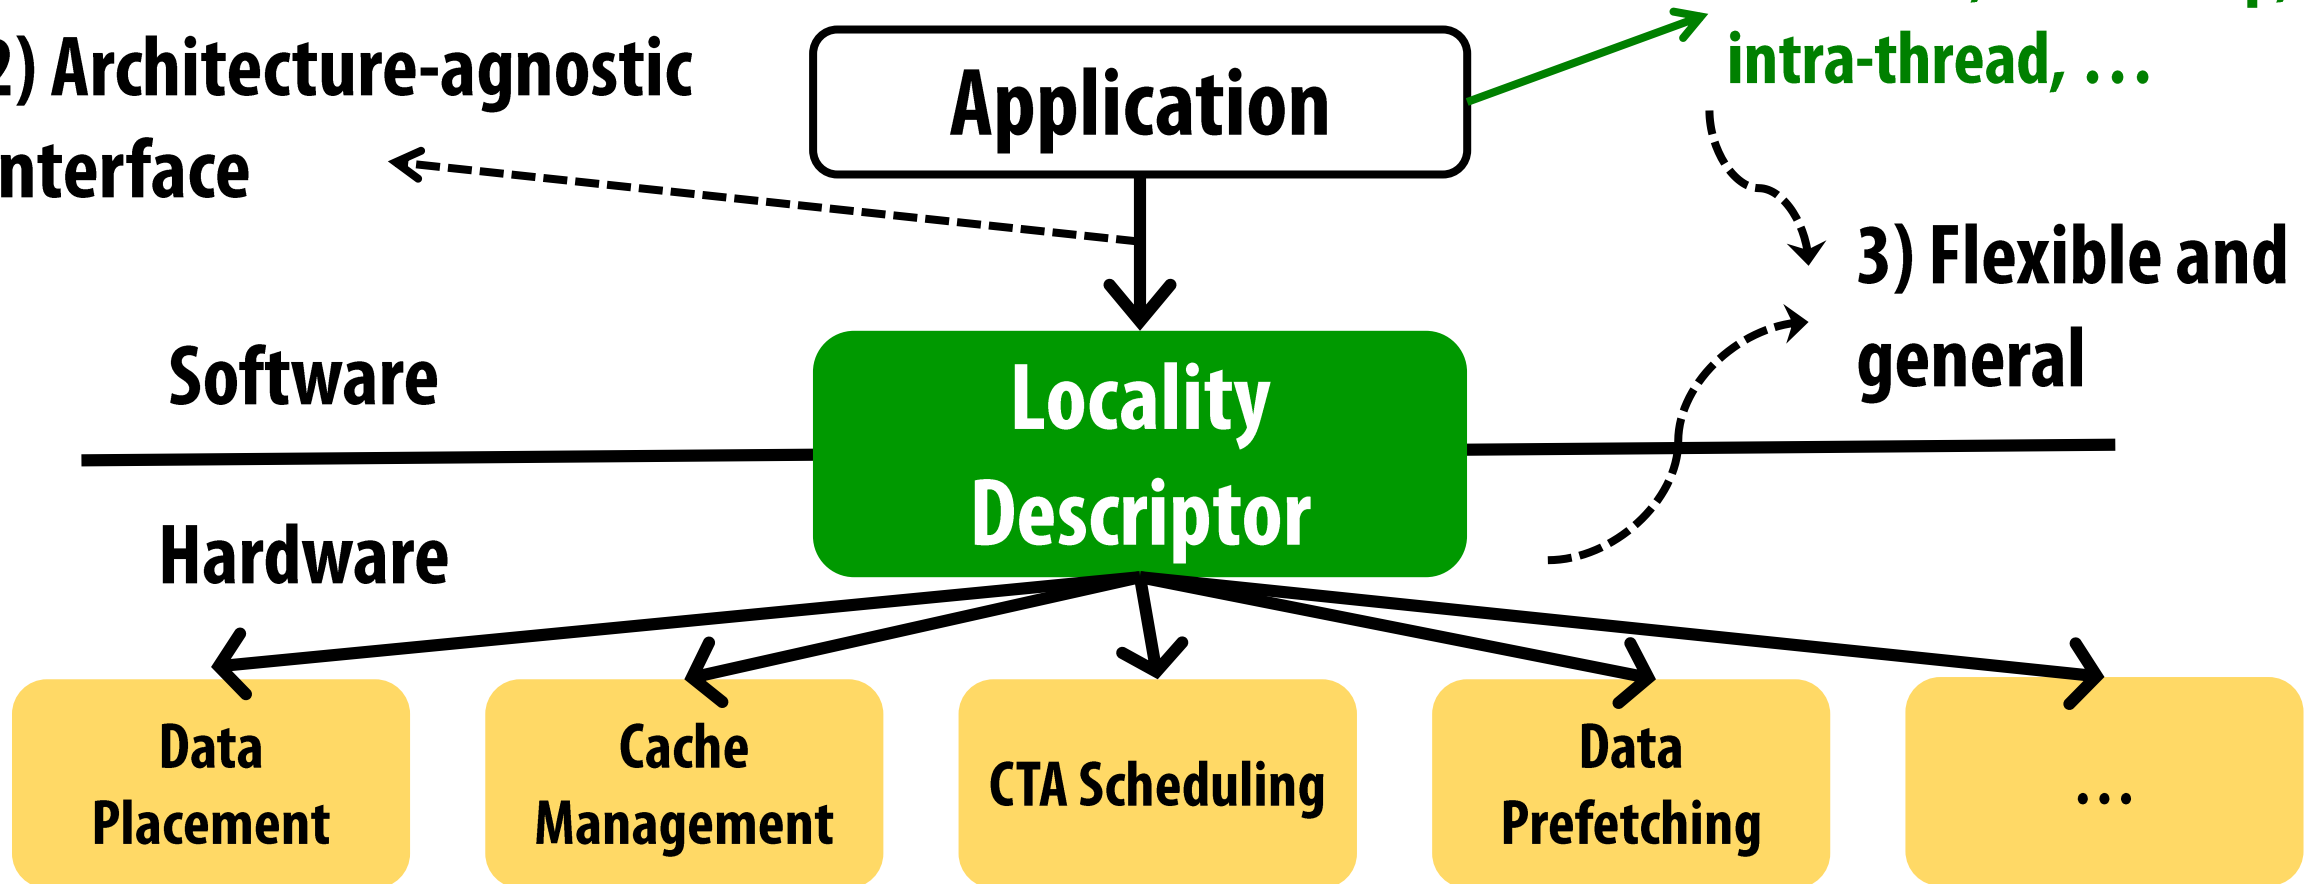 2) Architecture-agnostic
Application
intra-thread, ...
nterface
3) Flexible and
general
Software
Locality
Descriptor
Hardware
Data
Placement
Cache
Management
CTA Scheduling
Data
Prefetching
...